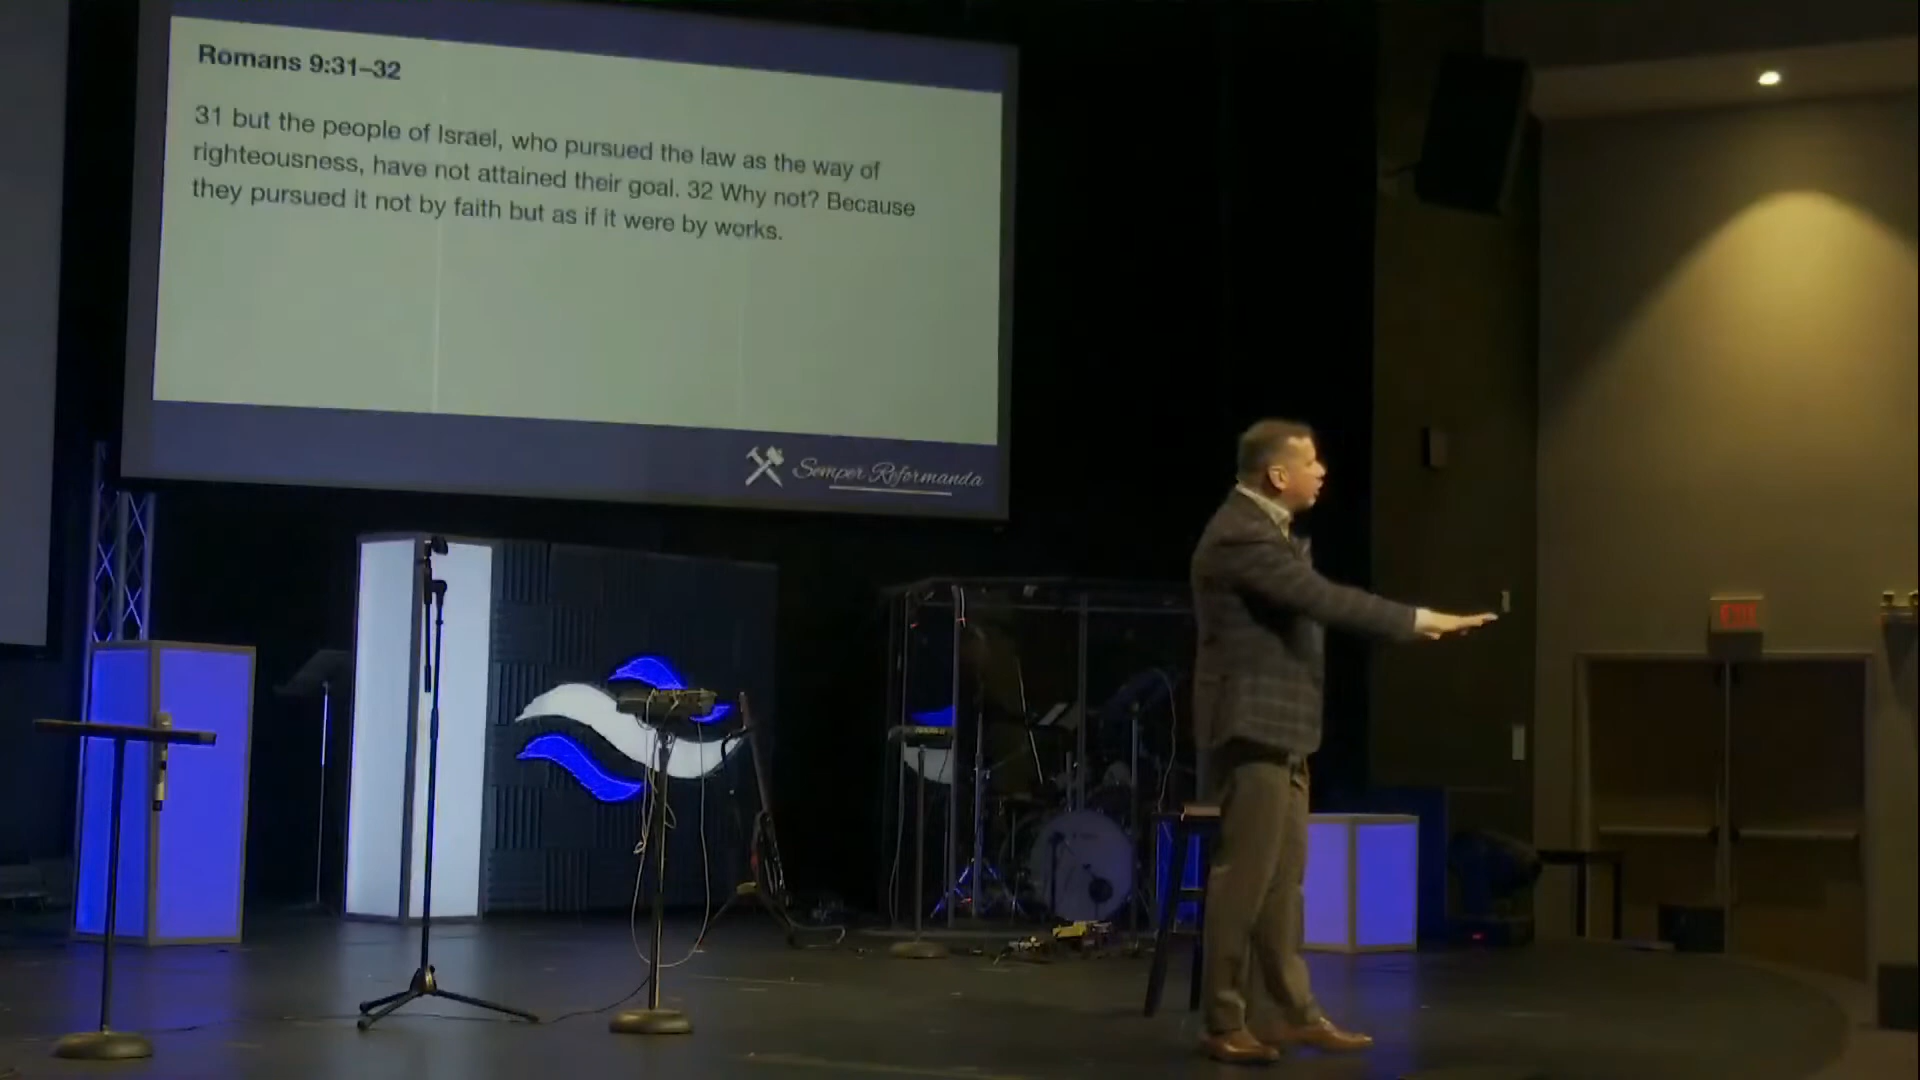 Romans 9:31–32
31 but the people of Israel, who pursued the law as the way of
righteousness, have not attained their goal. 32 Why not? Because
they pursued it not by faith but as if it were by works.
Semper Reformanda
EXIT